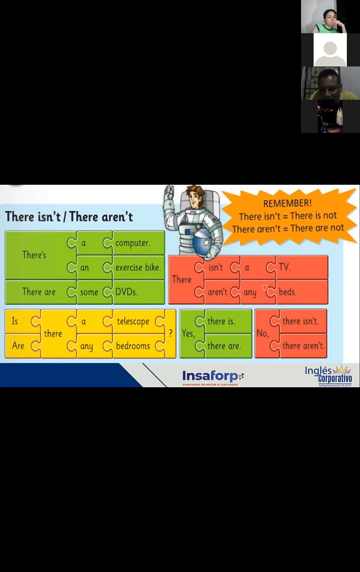 REMEMBER!
There isn't = There is not
There aren't = There are not
There isn't / There aren't
There's
a computer.
an exercise bike.
There are some DVDs.
There
isn't a TV.
aren't any beds.
Is
Are
there
a telescope
any bedrooms
?
Yes,
there is.
there are.
No,
there isn't.
there aren't.
Insaforp
Inglés
Corporativo